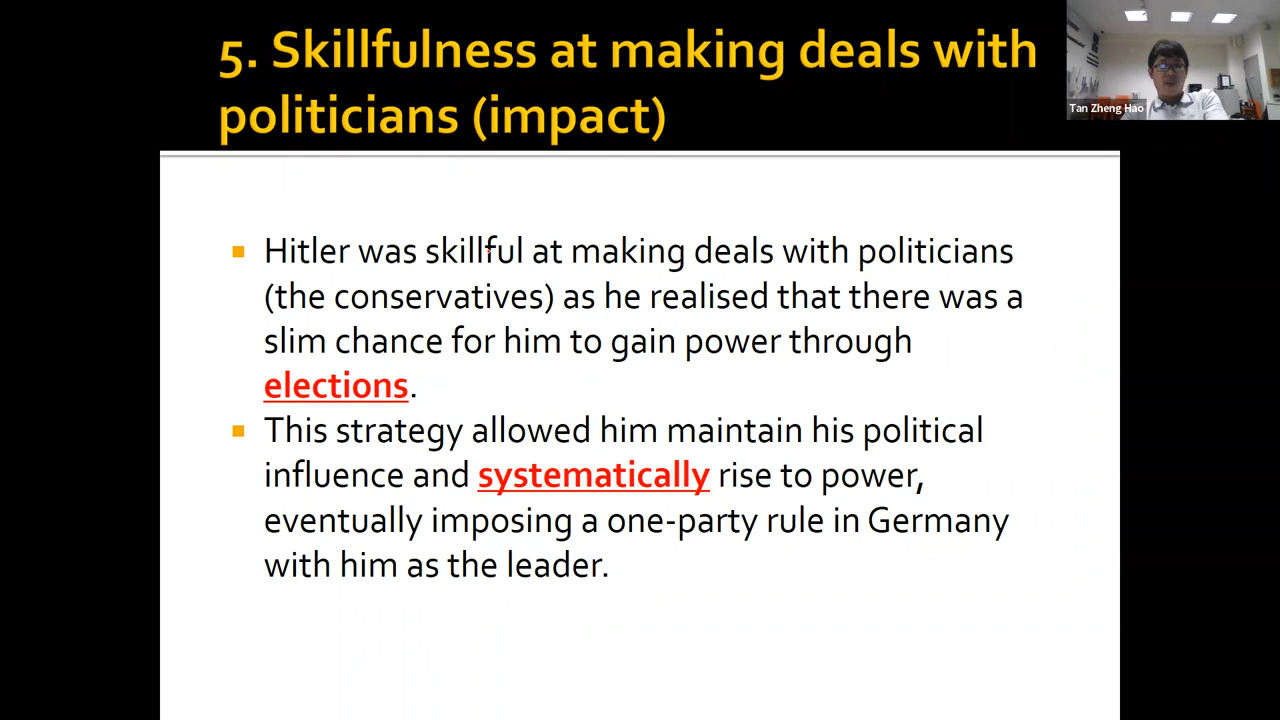 5. Skillfulness at making deals with
politicians (impact)
Tan Zheng Hao
Hitler was skillful at making deals with politicians
(the conservatives) as he realised that there was a
slim chance for him to gain power through
elections.
This strategy allowed him maintain his political
influence and systematically rise to power,
eventually imposing a one-party rule in Germany
with him as the leader.